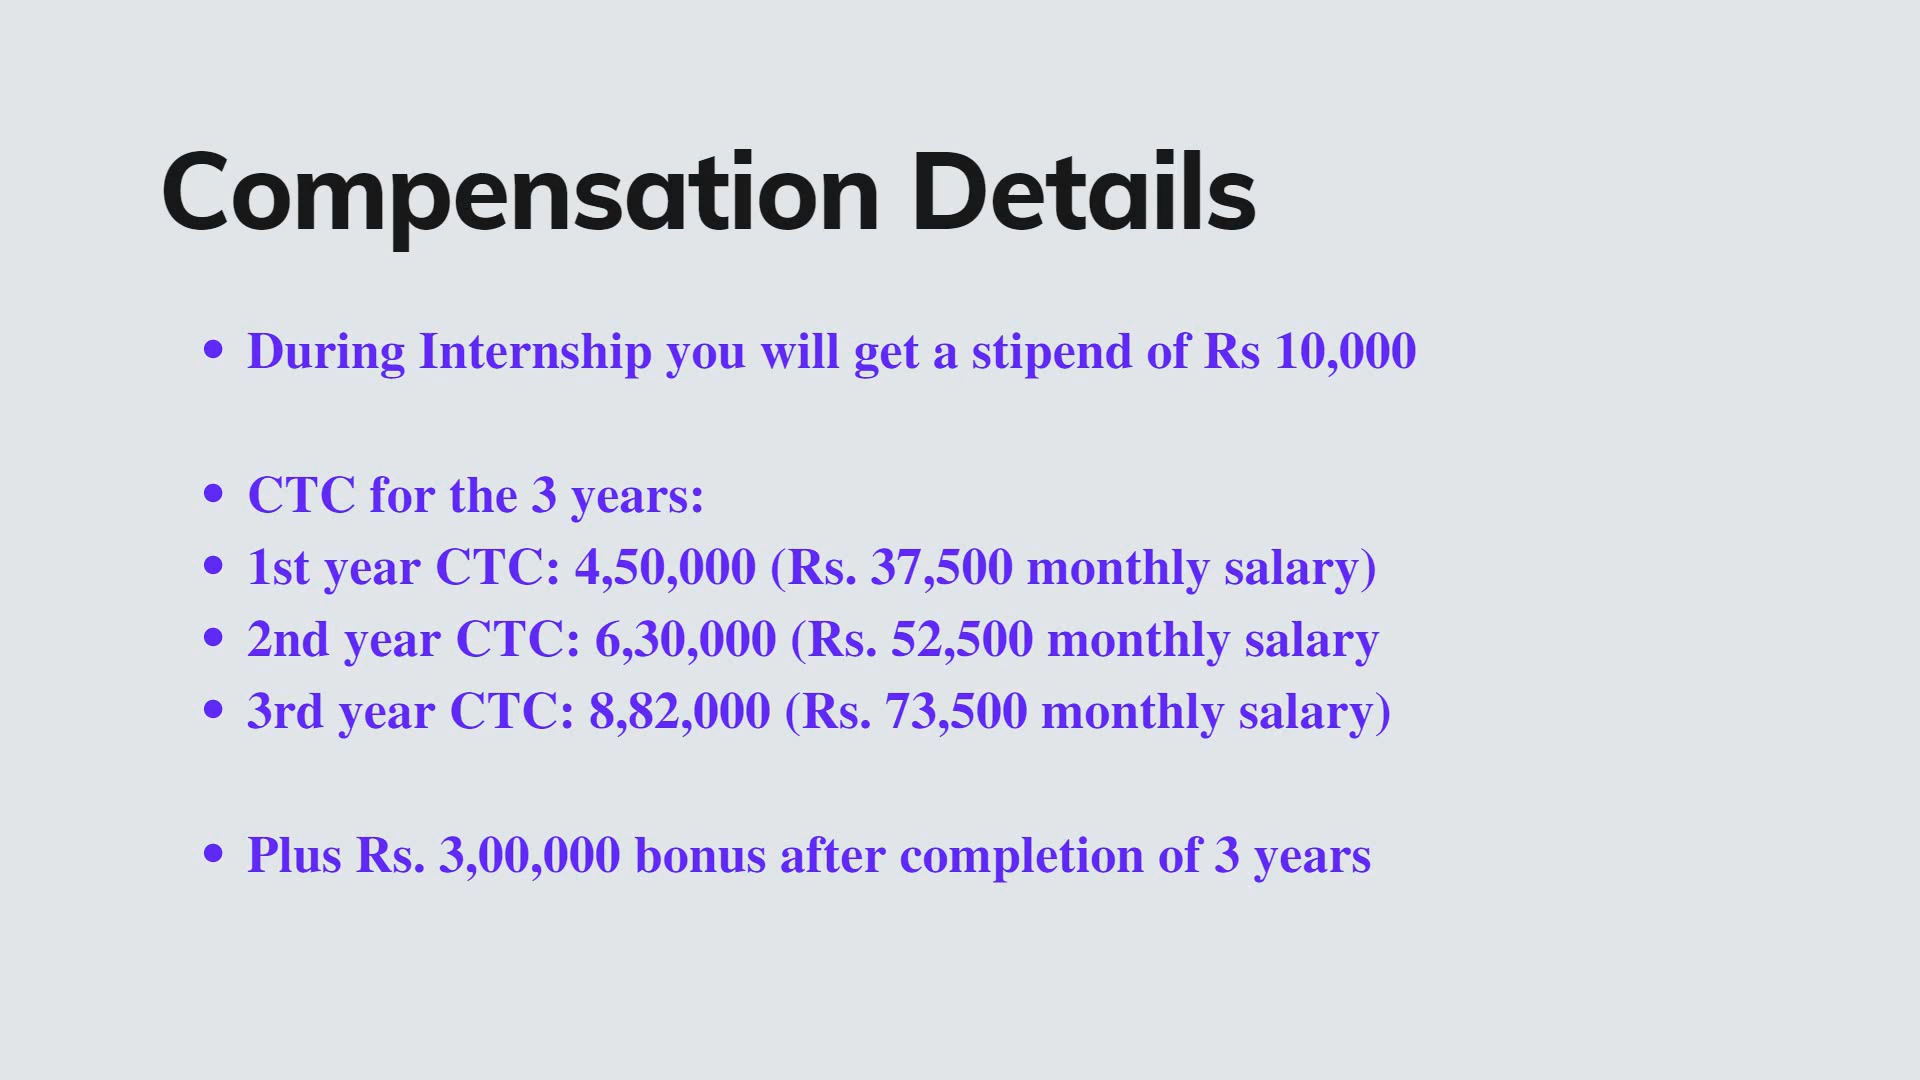 Compensation Details
• During Internship you will get a stipend of Rs 10,000
• CTC for the 3 years:
• 1st year CTC: 4,50,000 (Rs. 37,500 monthly salary)
• 2nd year CTC: 6,30,000 (Rs. 52,500 monthly salary
• 3rd year CTC: 8,82,000 (Rs. 73,500 monthly salary)
• Plus Rs. 3,00,000 bonus after completion of 3 years